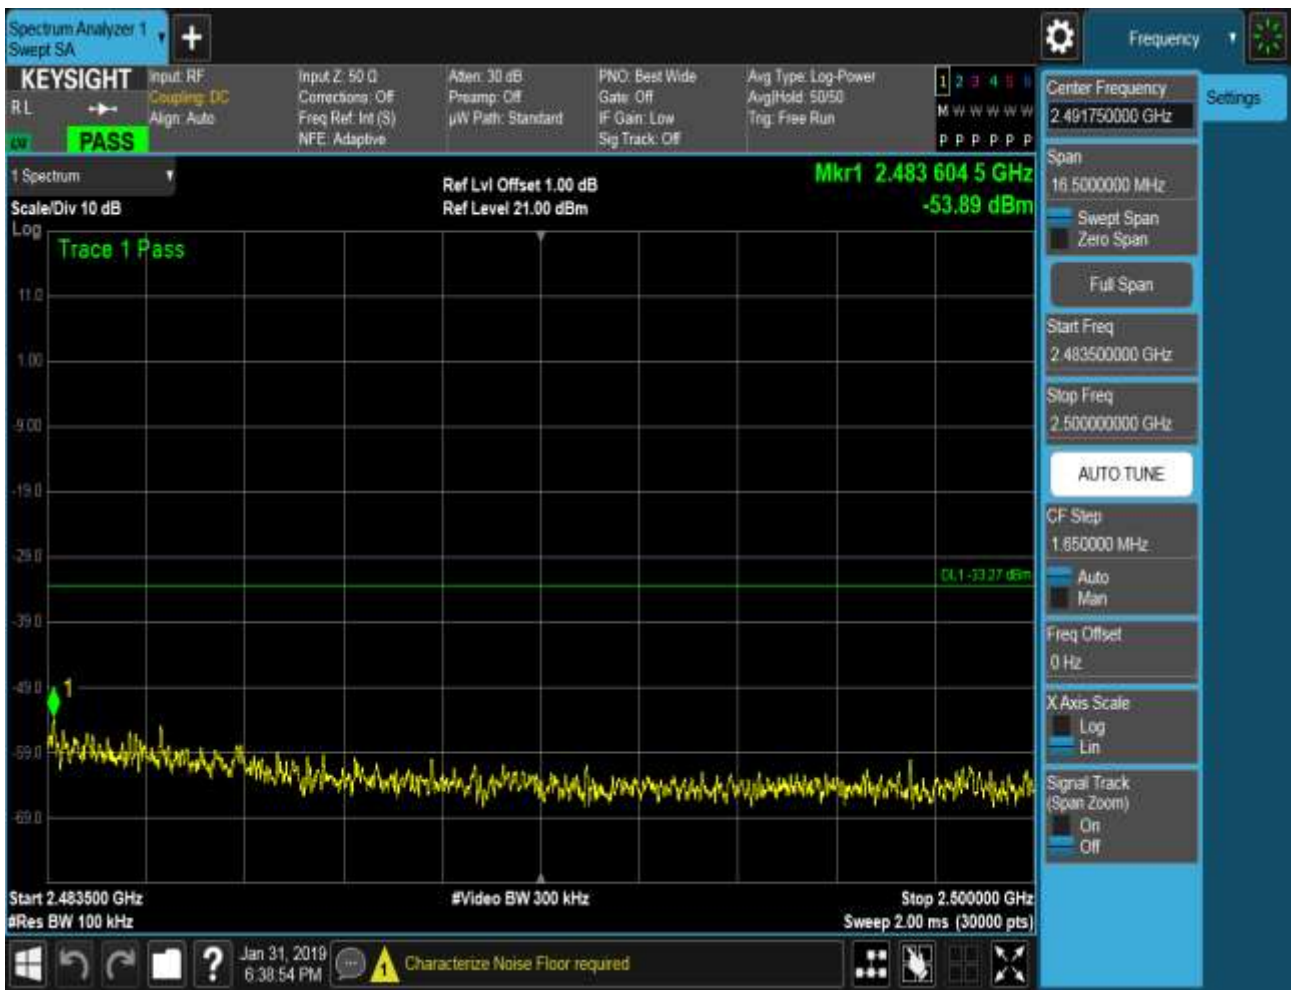 Spectrum Analyzer 1
Swept SA
Frequency
KEYSIGHT
R L
PASS
Input: RF
Coupling: DC
Align: Auto
Input Z: 50 Ω
Corrections: Off
Freq Ref: Int (S)
NFE: Adaptive
Atten: 30 dB
Preamp: Off
µW Path: Standard
PNO: Best Wide
Gate: Off
IF Gain: Low
Sig Track: Off
Avg Type: Log-Power
Avg|Hold: 50/50
Trig: Free Run
1 2 3 4 5 6
M W W W W W
P P P P P P
1 Spectrum
Scale/Div 10 dB
Log
Ref Lvl Offset 1.00 dB
Ref Level 21.00 dBm
Mkr1 2.483 604 5 GHz
-53.89 dBm
Trace 1 Pass
11.0
1.00
-9.00
-19.0
-29.0
DL1 -33.27 dBm
-39.0
-49.0
1
-59.0
-69.0
Start 2.483500 GHz
#Res BW 100 kHz
#Video BW 300 kHz
Stop 2.500000 GHz
Sweep 2.00 ms (30000 pts)
Center Frequency
2.491750000 GHz
Settings
Span
16.5000000 MHz
Swept Span
Zero Span
Full Span
Start Freq
2.483500000 GHz
Stop Freq
2.500000000 GHz
AUTO TUNE
CF Step
1.650000 MHz
Auto
Man
Freq Offset
0 Hz
X Axis Scale
Log
Lin
Signal Track
(Span Zoom)
On
Off
?
Jan 31, 2019
6:38:54 PM
1
Characterize Noise Floor required